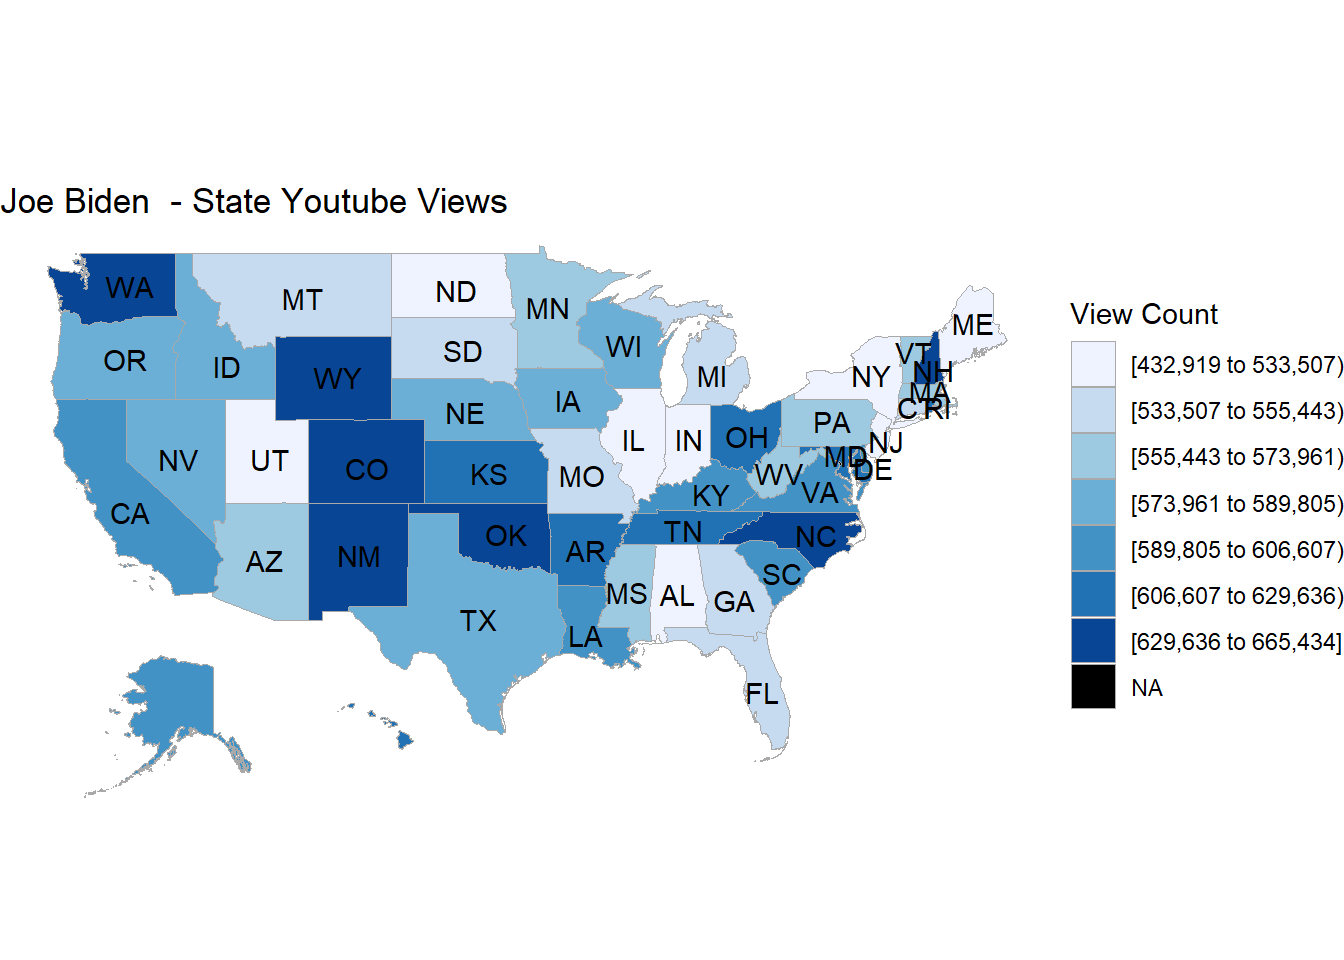 Joe Biden  - State Youtube Views
WA
MT
ND
MN
ME
OR
ID
WY
SD
WI
MI
NY
VT
NH
MA
CT
RI
NE
IA
PA
NV
UT
CO
KS
MO
IL
IN
OH
NJ
MD
DE
WV
VA
KY
CA
AZ
NM
OK
AR
TN
NC
SC
MS
AL
GA
TX
LA
FL
View Count
[432,919 to 533,507)
[533,507 to 555,443)
[555,443 to 573,961)
[573,961 to 589,805)
[589,805 to 606,607)
[606,607 to 629,636)
[629,636 to 665,434]
NA